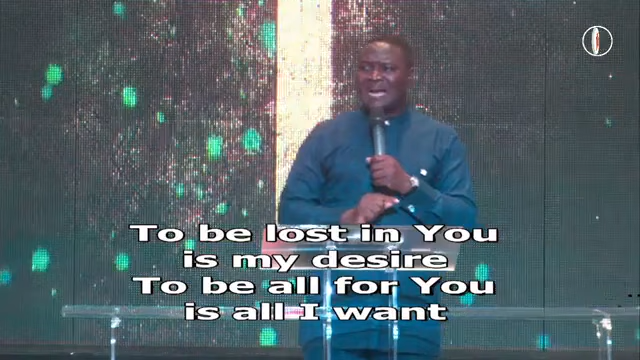 To be lost in You
is my desire
To be all for You
is all I want